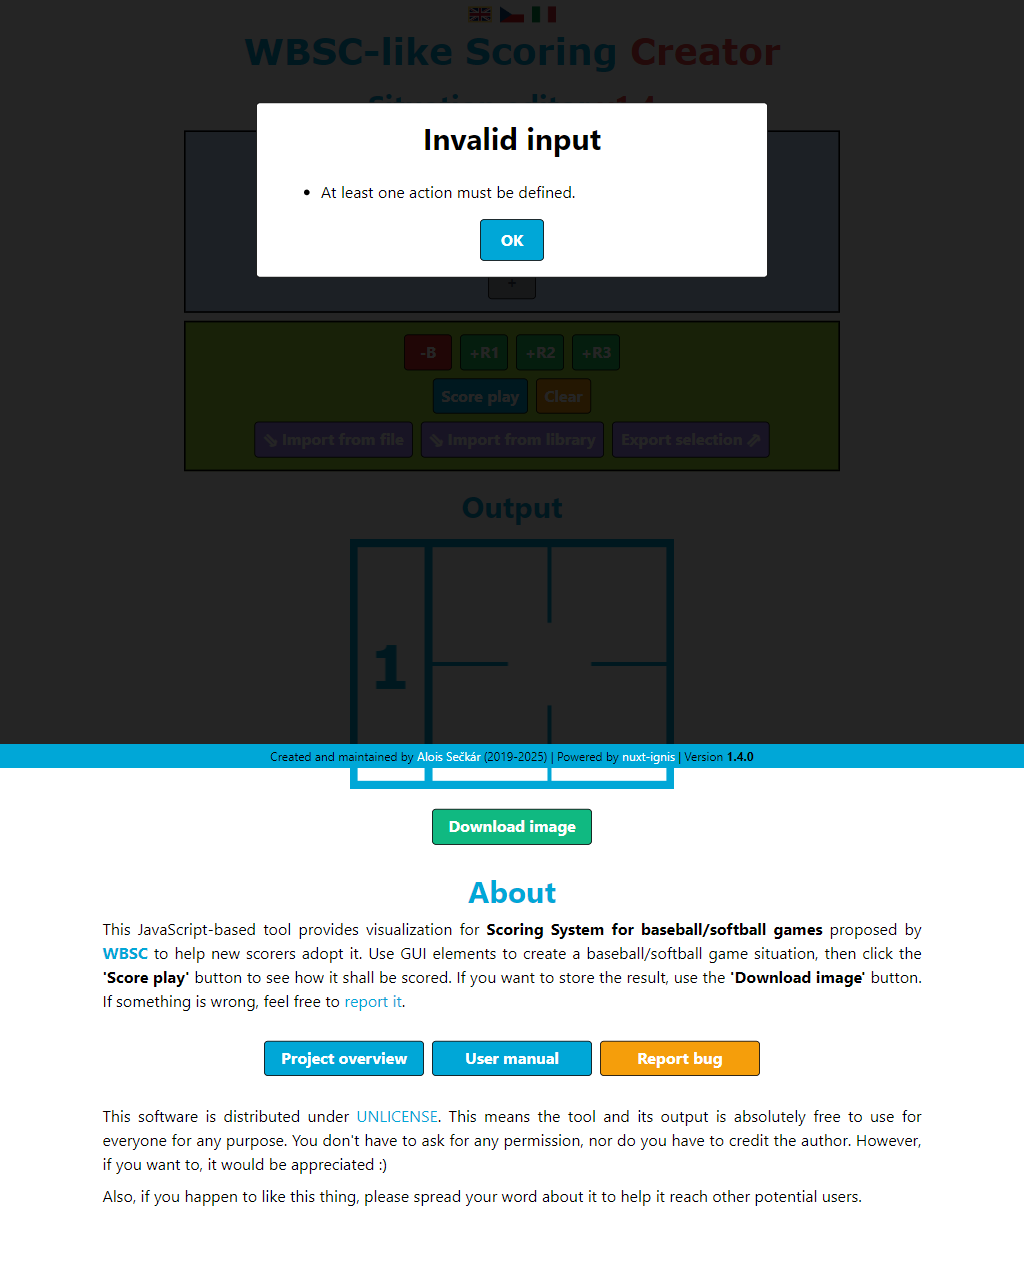 WBSC-like Scoring Creator
Invalid input
At least one action must be defined.
OK
+
-B +R1 +R2 +R3
Score play Clear
⇘ Import from file ⇘ Import from library Export selection ⇗
Output
1
Created and maintained by Alois Sečkár (2019-2025) | Powered by nuxt-ignis | Version 1.4.0
Download image
About
This JavaScript-based tool provides visualization for Scoring System for baseball/softball games proposed by
WBSC to help new scorers adopt it. Use GUI elements to create a baseball/softball game situation, then click the
'Score play' button to see how it shall be scored. If you want to store the result, use the 'Download image' button.
If something is wrong, feel free to report it.
Project overview User manual Report bug
This software is distributed under UNLICENSE. This means the tool and its output is absolutely free to use for
everyone for any purpose. You don't have to ask for any permission, nor do you have to credit the author. However,
if you want to, it would be appreciated :)
Also, if you happen to like this thing, please spread your word about it to help it reach other potential users.